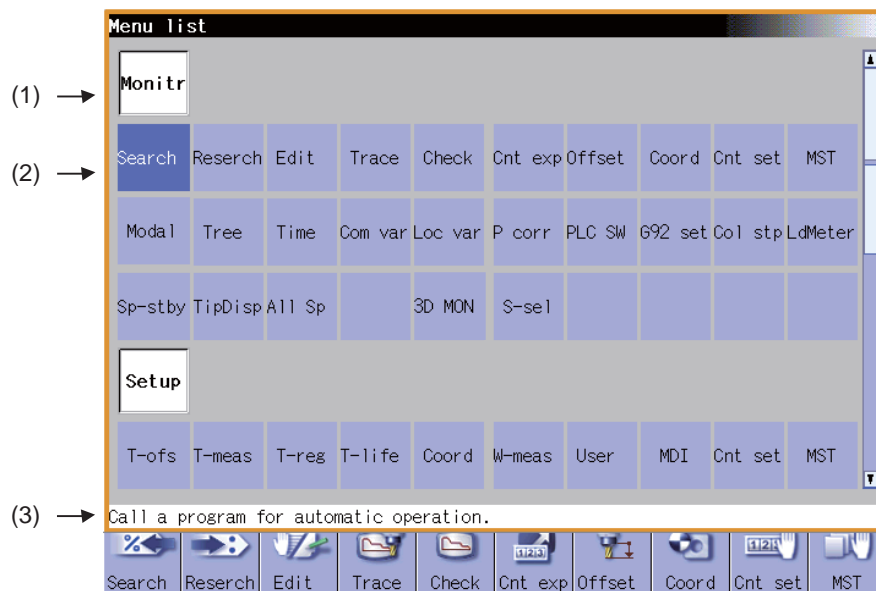 Menu list
(1)
Monitr
(2)
Search Reserch Edit Trace Check Cnt exp Offset Coord Cnt set MST
Modal Tree Time Com var Loc var P corr PLC SW G92 set Col stp LdMeter
Sp-stby TipDisp All Sp 3D MON S-sel
Setup
T-ofs T-meas T-reg T-life Coord W-meas User MDI Cnt set MST
(3)
Call a program for automatic operation.
Search Reserch Edit Trace Check Cnt exp Offset Coord Cnt set MST